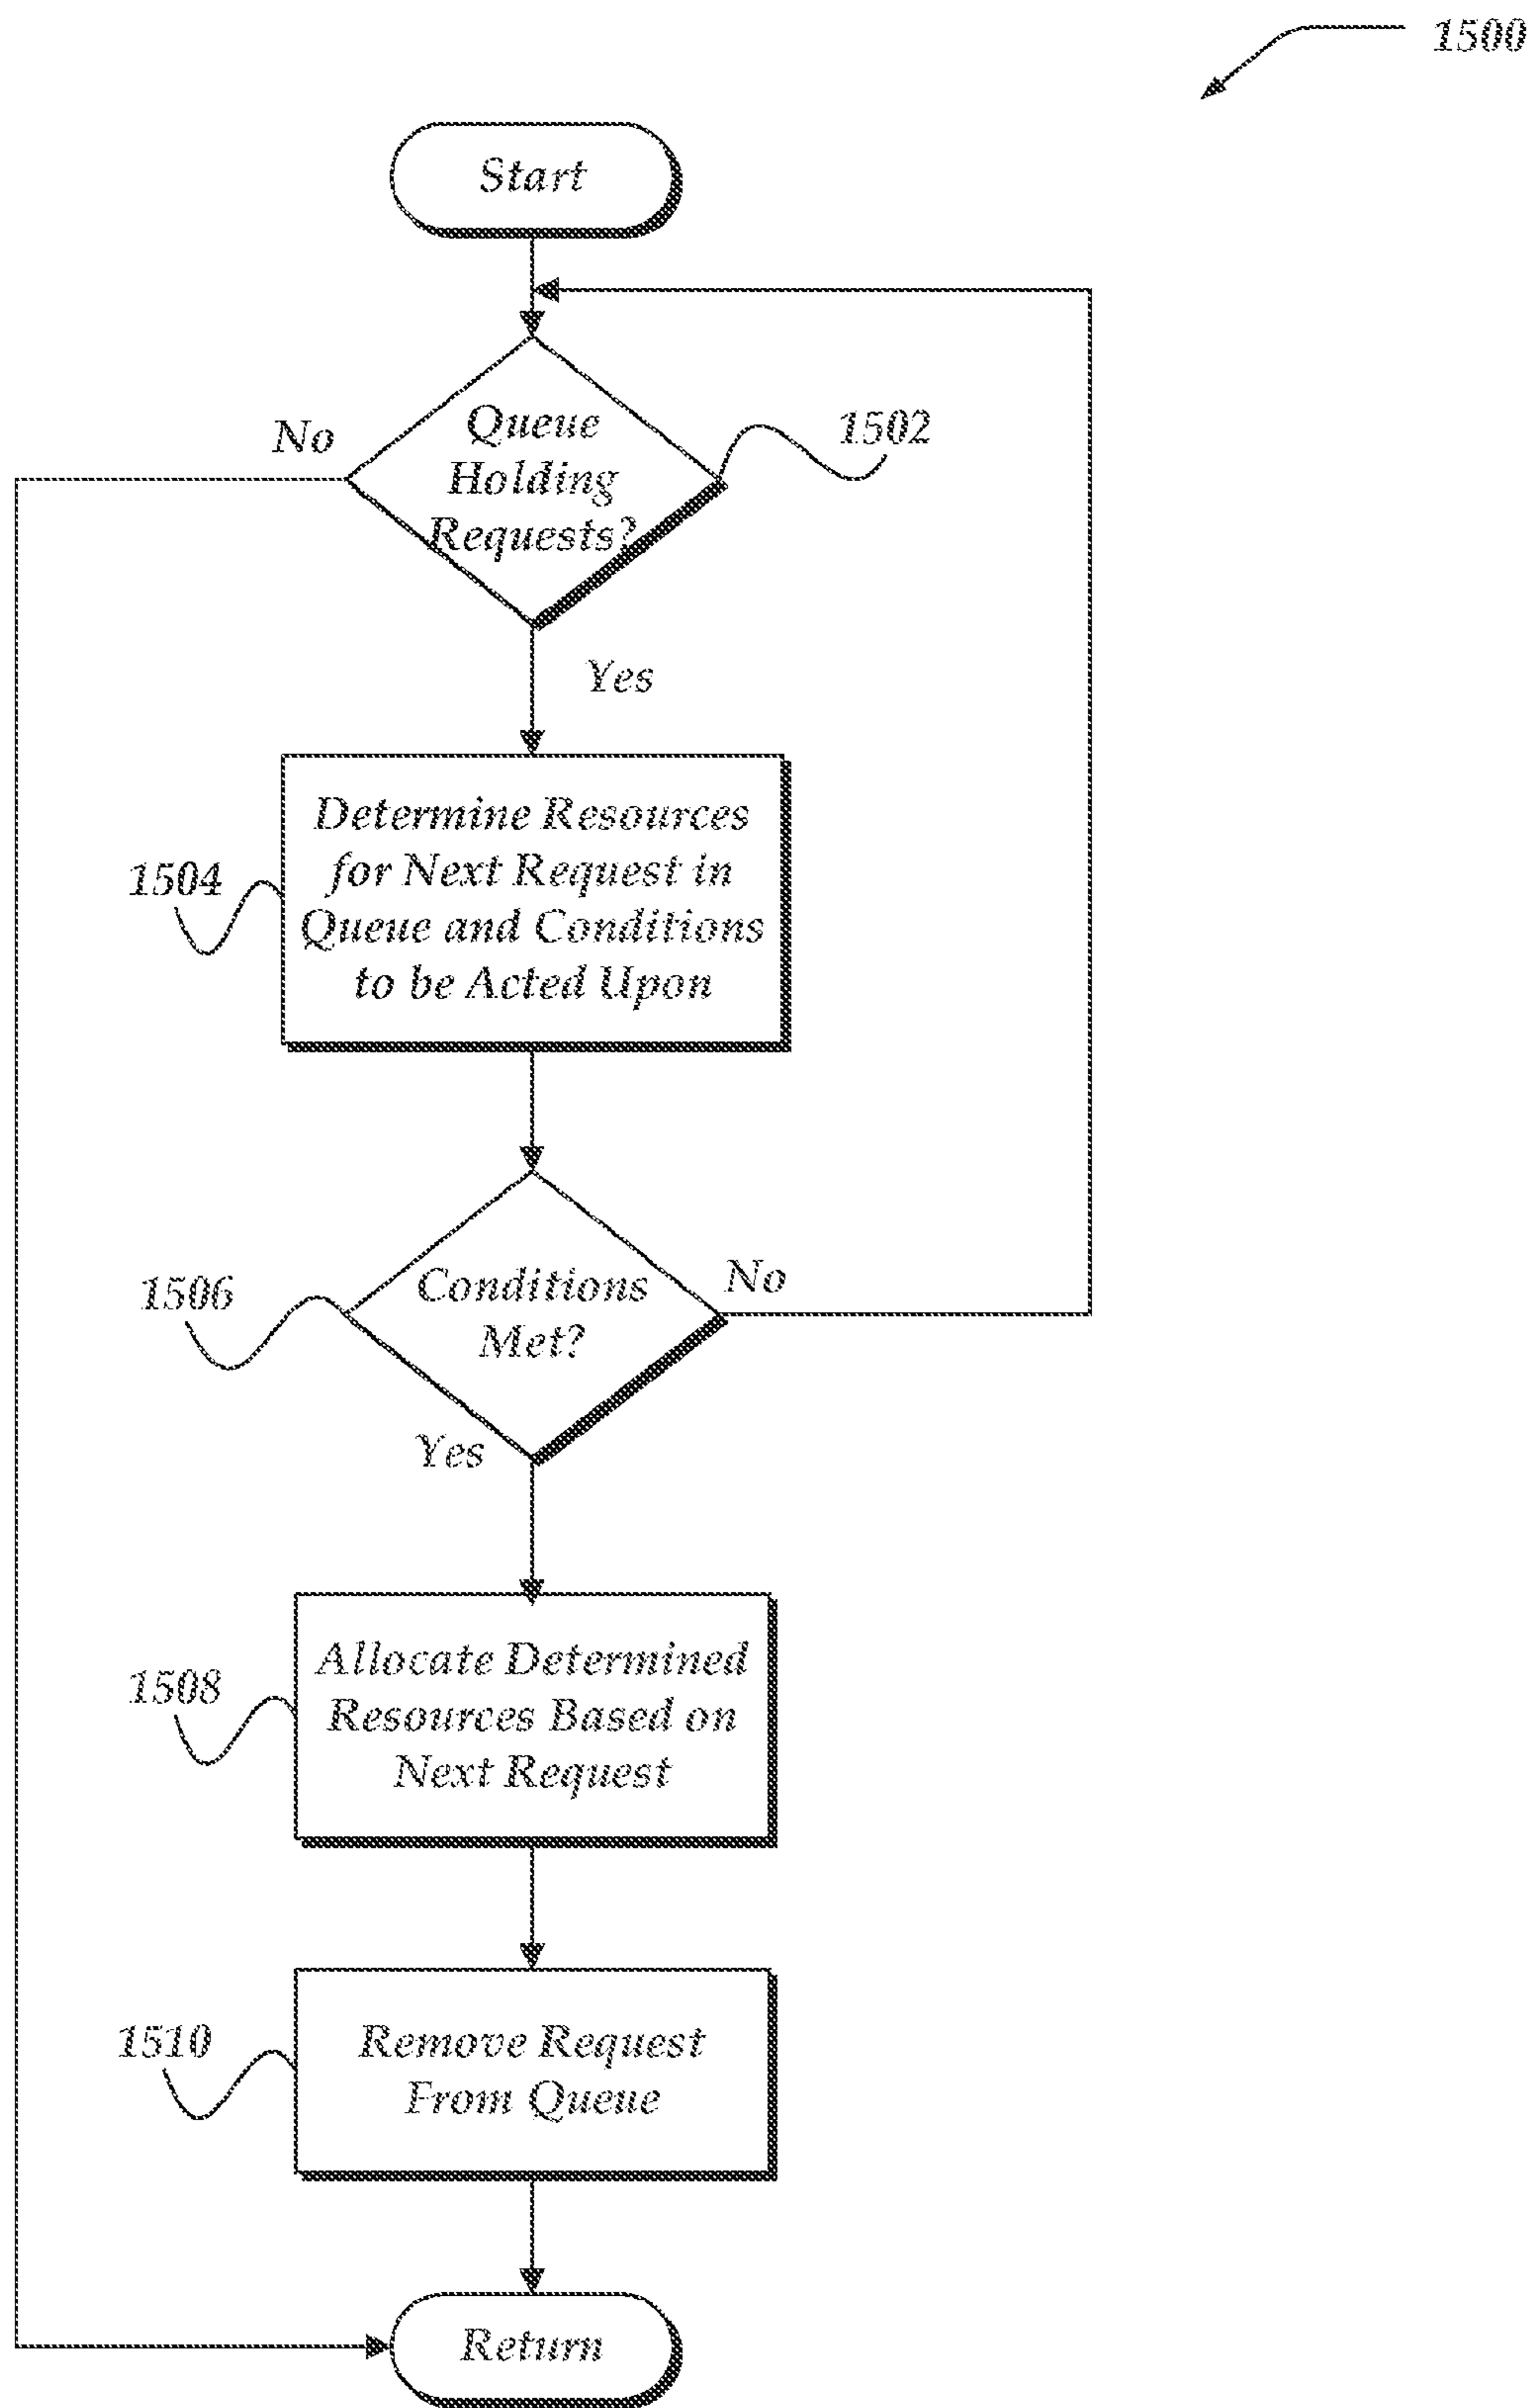 1500
Start
No
Queue
Holding
Requests?
1502
Yes
Determine Resources
for Next Request in
Queue and Conditions
to be Acted Upon
1504
Conditions
Met?
1506
No
Yes
Allocate Determined
Resources Based on
Next Request
1508
Remove Request
From Queue
1510
Return